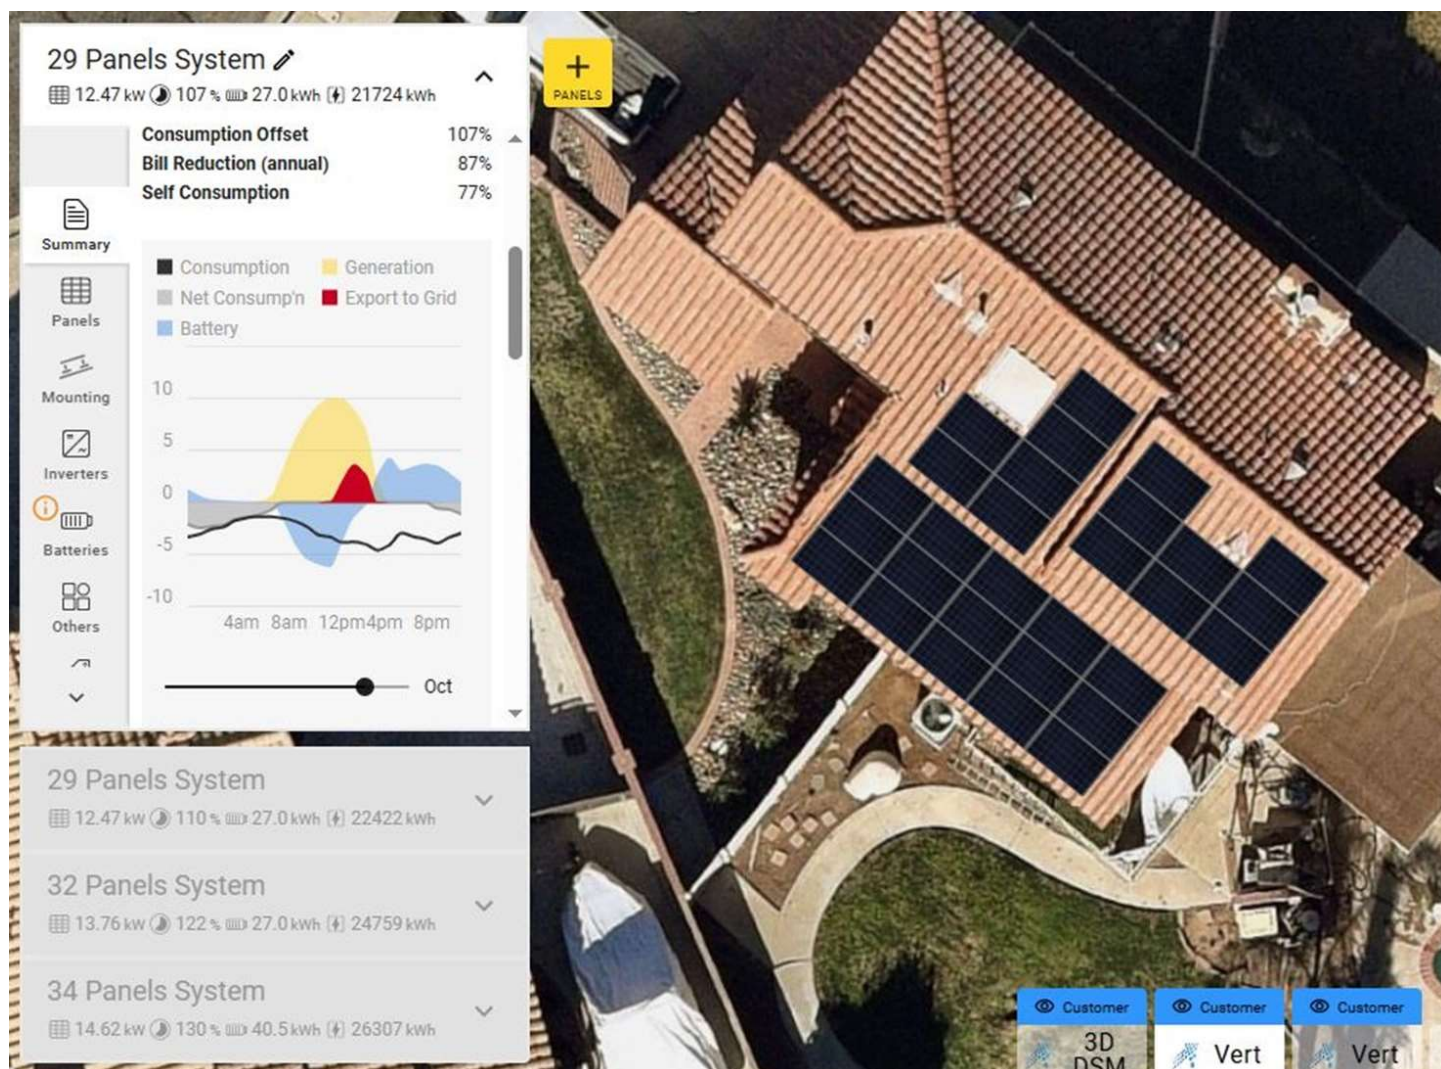 29 Panels System
12.47 kW 107 % 27.0 kWh 21724 kWh
PANELS
Consumption Offset 107%
Bill Reduction (annual) 87%
Self Consumption 77%
Summary
Panels
Mounting
Inverters
Batteries
Others
Consumption Generation
Net Consump'n Export to Grid
Battery
10
5
0
-5
-10
4am 8am 12pm 4pm 8pm
Oct
29 Panels System
12.47 kW 110 % 27.0 kWh 22422 kWh
32 Panels System
13.76 kW 122 % 27.0 kWh 24759 kWh
34 Panels System
14.62 kW 130 % 40.5 kWh 26307 kWh
Customer Customer Customer
3D DSM Vert Vert